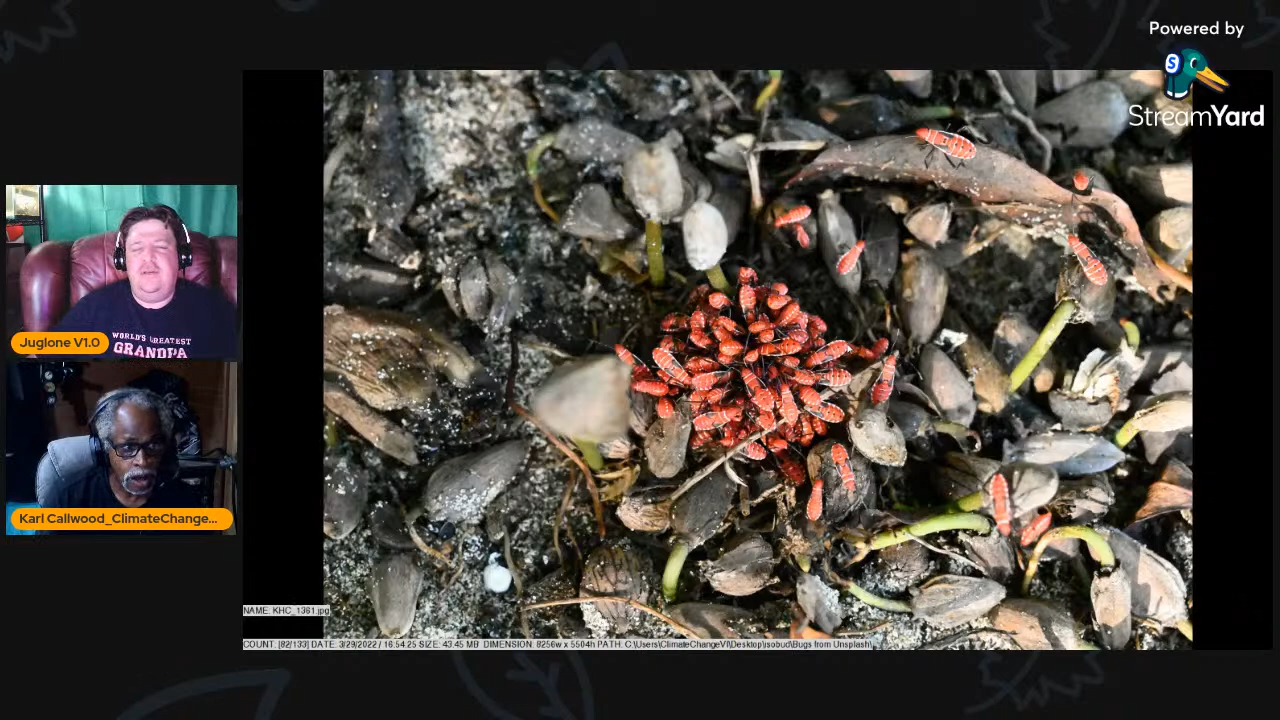 Powered by
StreamYard
WORLD'S GREATEST
GRANDPA
Juglone V1.0
Karl Callwood_ClimateChange...
NAME: KHC_1361.jpg
COUNT: [82/133] DATE: 3/29/2022 / 16:54:25 SIZE: 43.45 MB DIMENSION: 8256w x 5504h PATH: C:\Users\ClimateChangeVI\Desktop\isobud\Bugs from Unsplash\